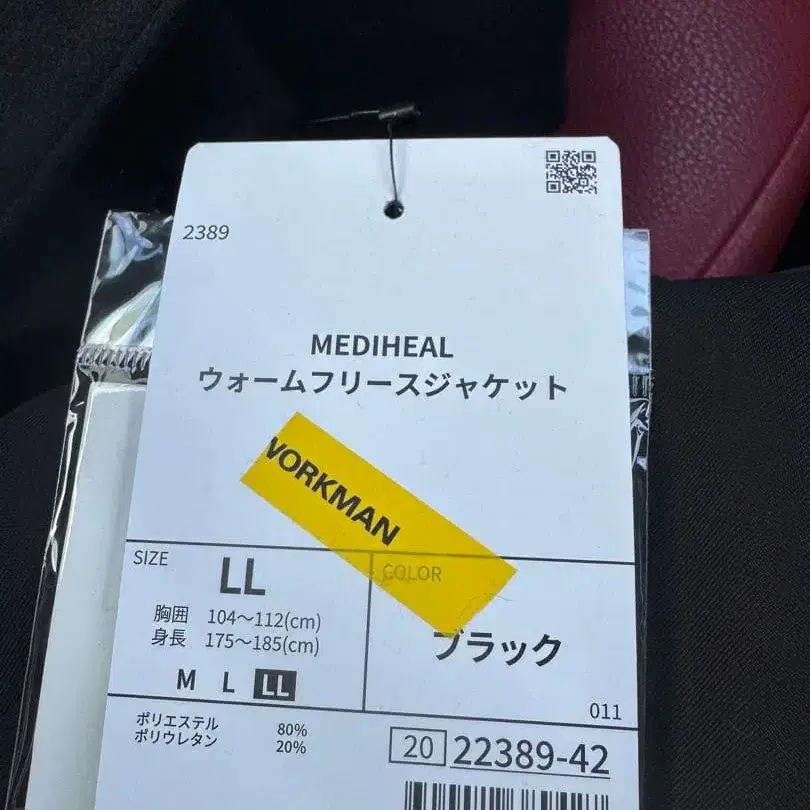 2389
MEDIHEAL
ウォームフリースジャケット
WORKMAN
SIZE
LL
胸囲 104〜112(cm)
身長 175〜185(cm)
M L LL
COLOR
ブラック
011
ポリエステル 80%
ポリウレタン 20%
20 22389-42